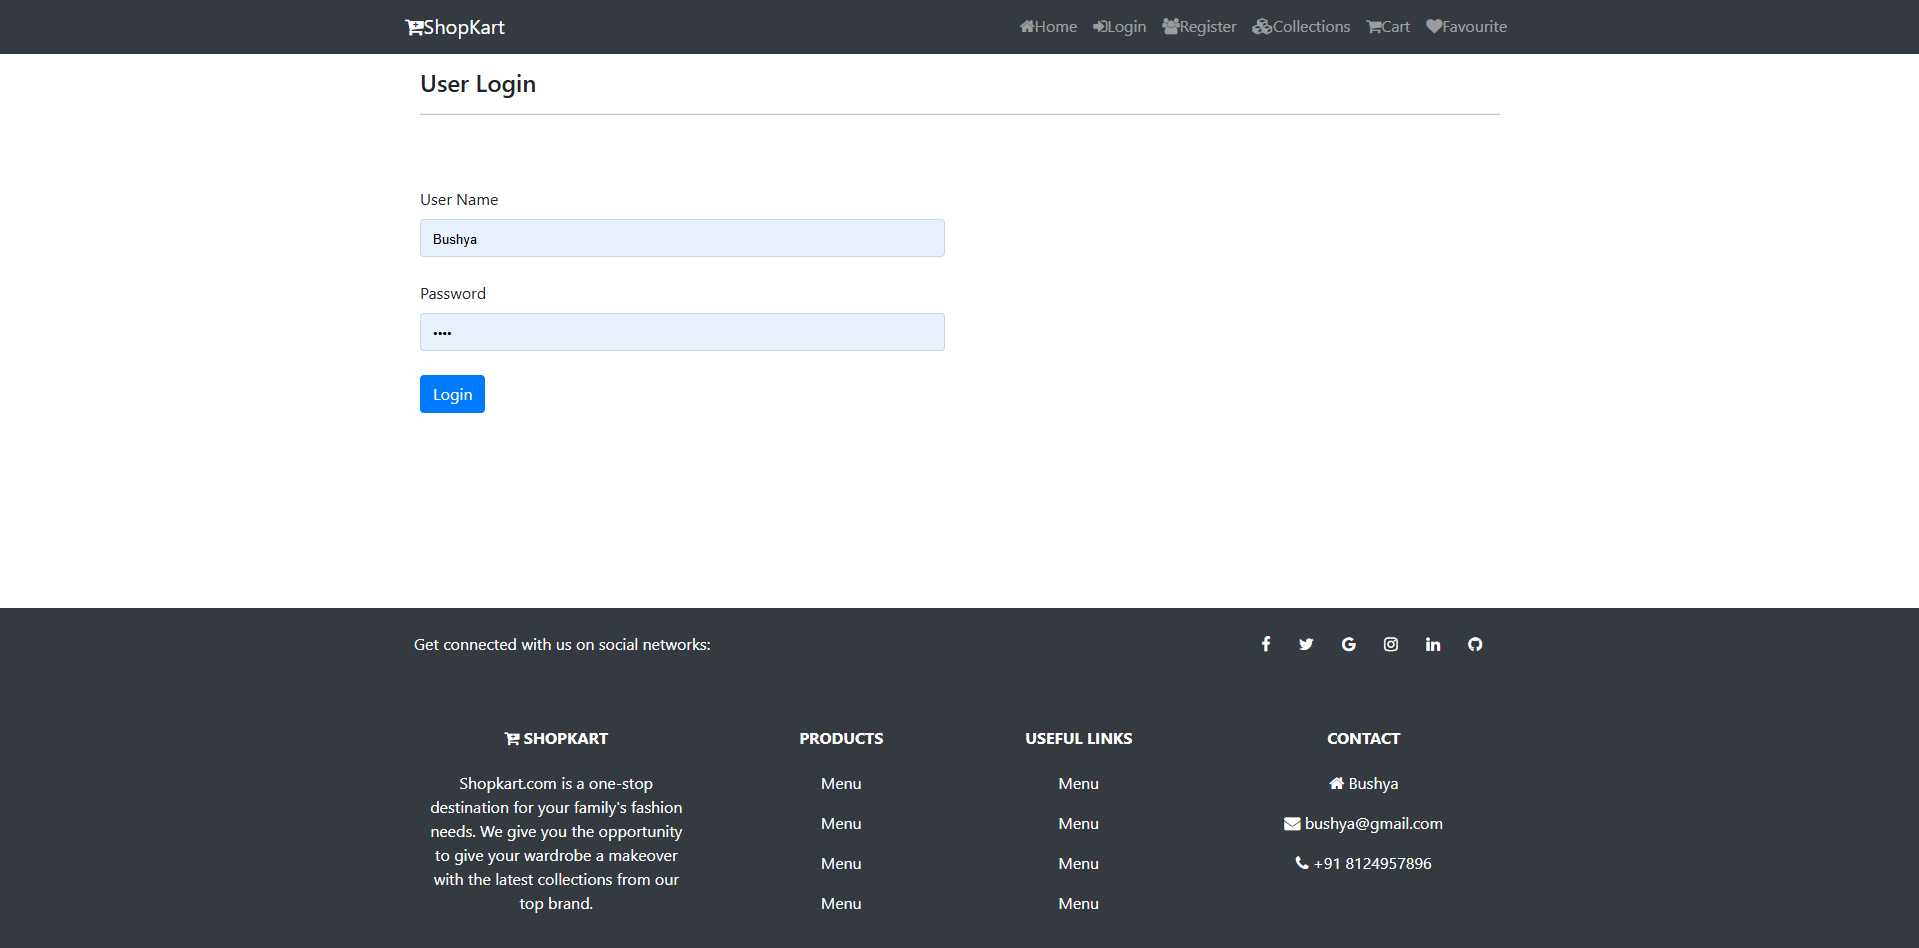 ShopKart
Home Login Register Collections Cart Favourite
User Login
User Name
Bushya
Password
••••
Login
Get connected with us on social networks:
SHOPKART
Shopkart.com is a one-stop
destination for your family's fashion
needs. We give you the opportunity
to give your wardrobe a makeover
with the latest collections from our
top brand.
PRODUCTS
Menu
Menu
Menu
Menu
USEFUL LINKS
Menu
Menu
Menu
Menu
CONTACT
Bushya
bushya@gmail.com
+91 8124957896